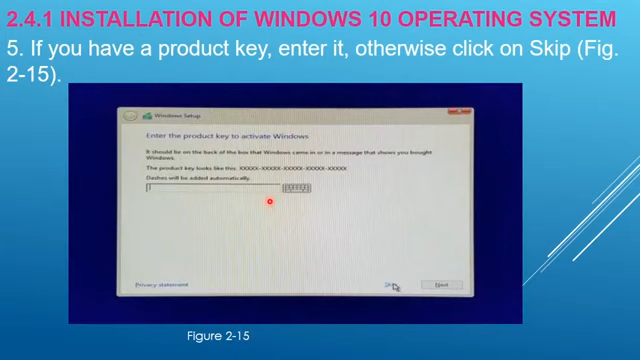 2.4.1 INSTALLATION OF WINDOWS 10 OPERATING SYSTEM
5. If you have a product key, enter it, otherwise click on Skip (Fig.
2-15).
Windows Setup
Enter the product key to activate Windows
It should be on the back of the box that Windows came in or in a message that shows you bought
Windows.
The product key looks like this: XXXXX-XXXXX-XXXXX-XXXXX-XXXXX
Dashes will be added automatically.
Privacy statement
Skip
Next
Figure 2-15